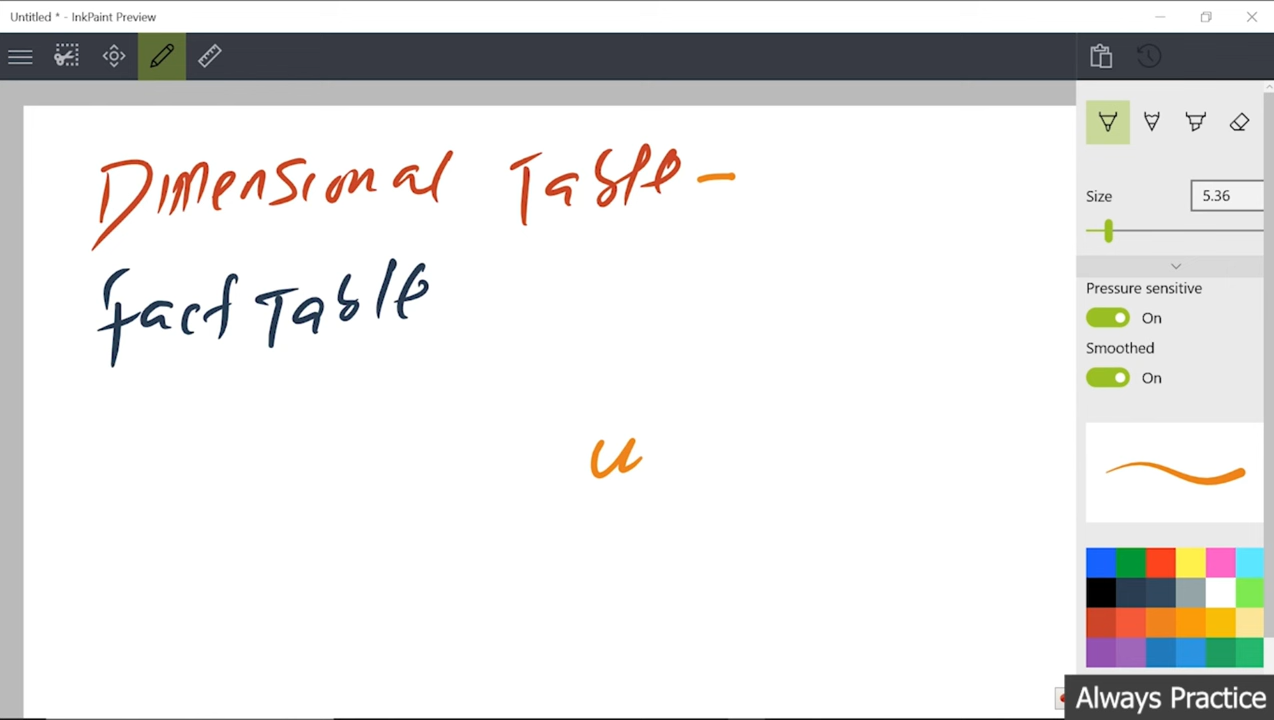 Untitled * - InkPaint Preview
Dimensional Table -
Fact Table
u
Size
5.36
Pressure sensitive
On
Smoothed
On
Always Practice